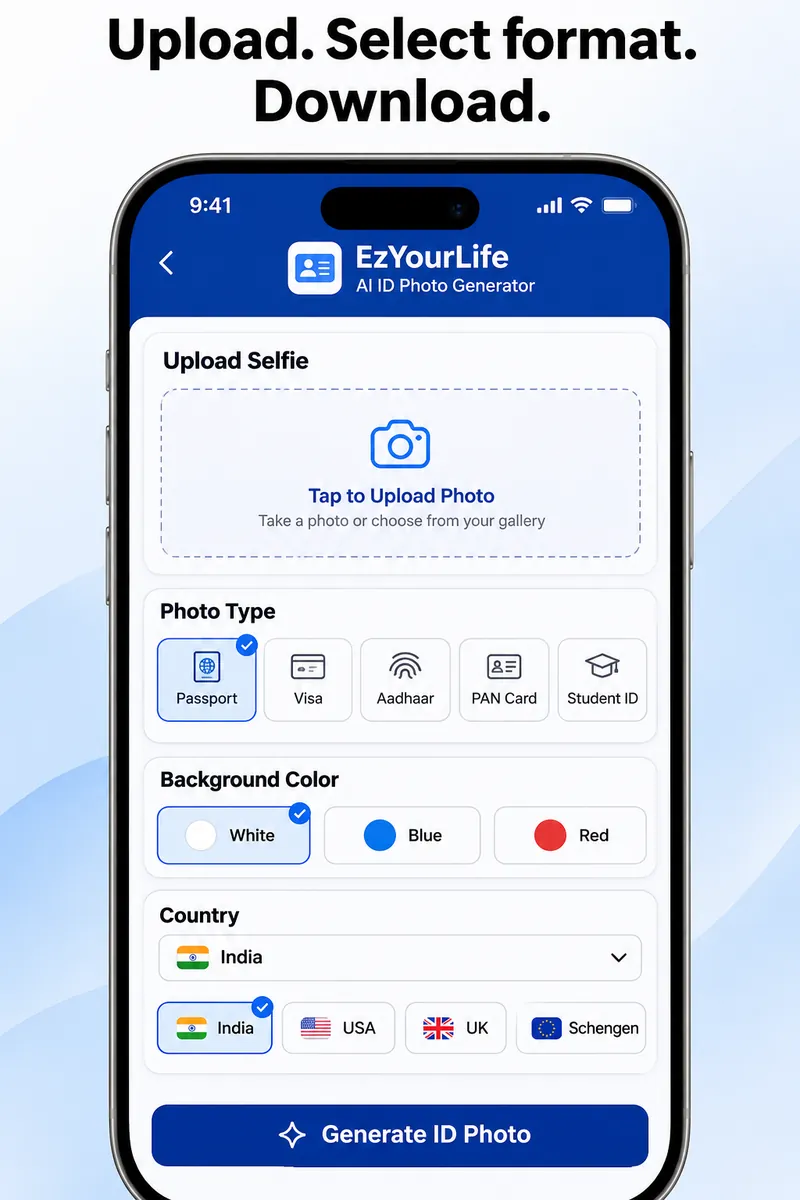 Upload. Select format.
Download.
9:41
EzYourLife
AI ID Photo Generator
Upload Selfie
Tap to Upload Photo
Take a photo or choose from your gallery
Photo Type
Passport
Visa
Aadhaar
PAN Card
Student ID
Background Color
White
Blue
Red
Country
India
India
USA
UK
Schengen
Generate ID Photo